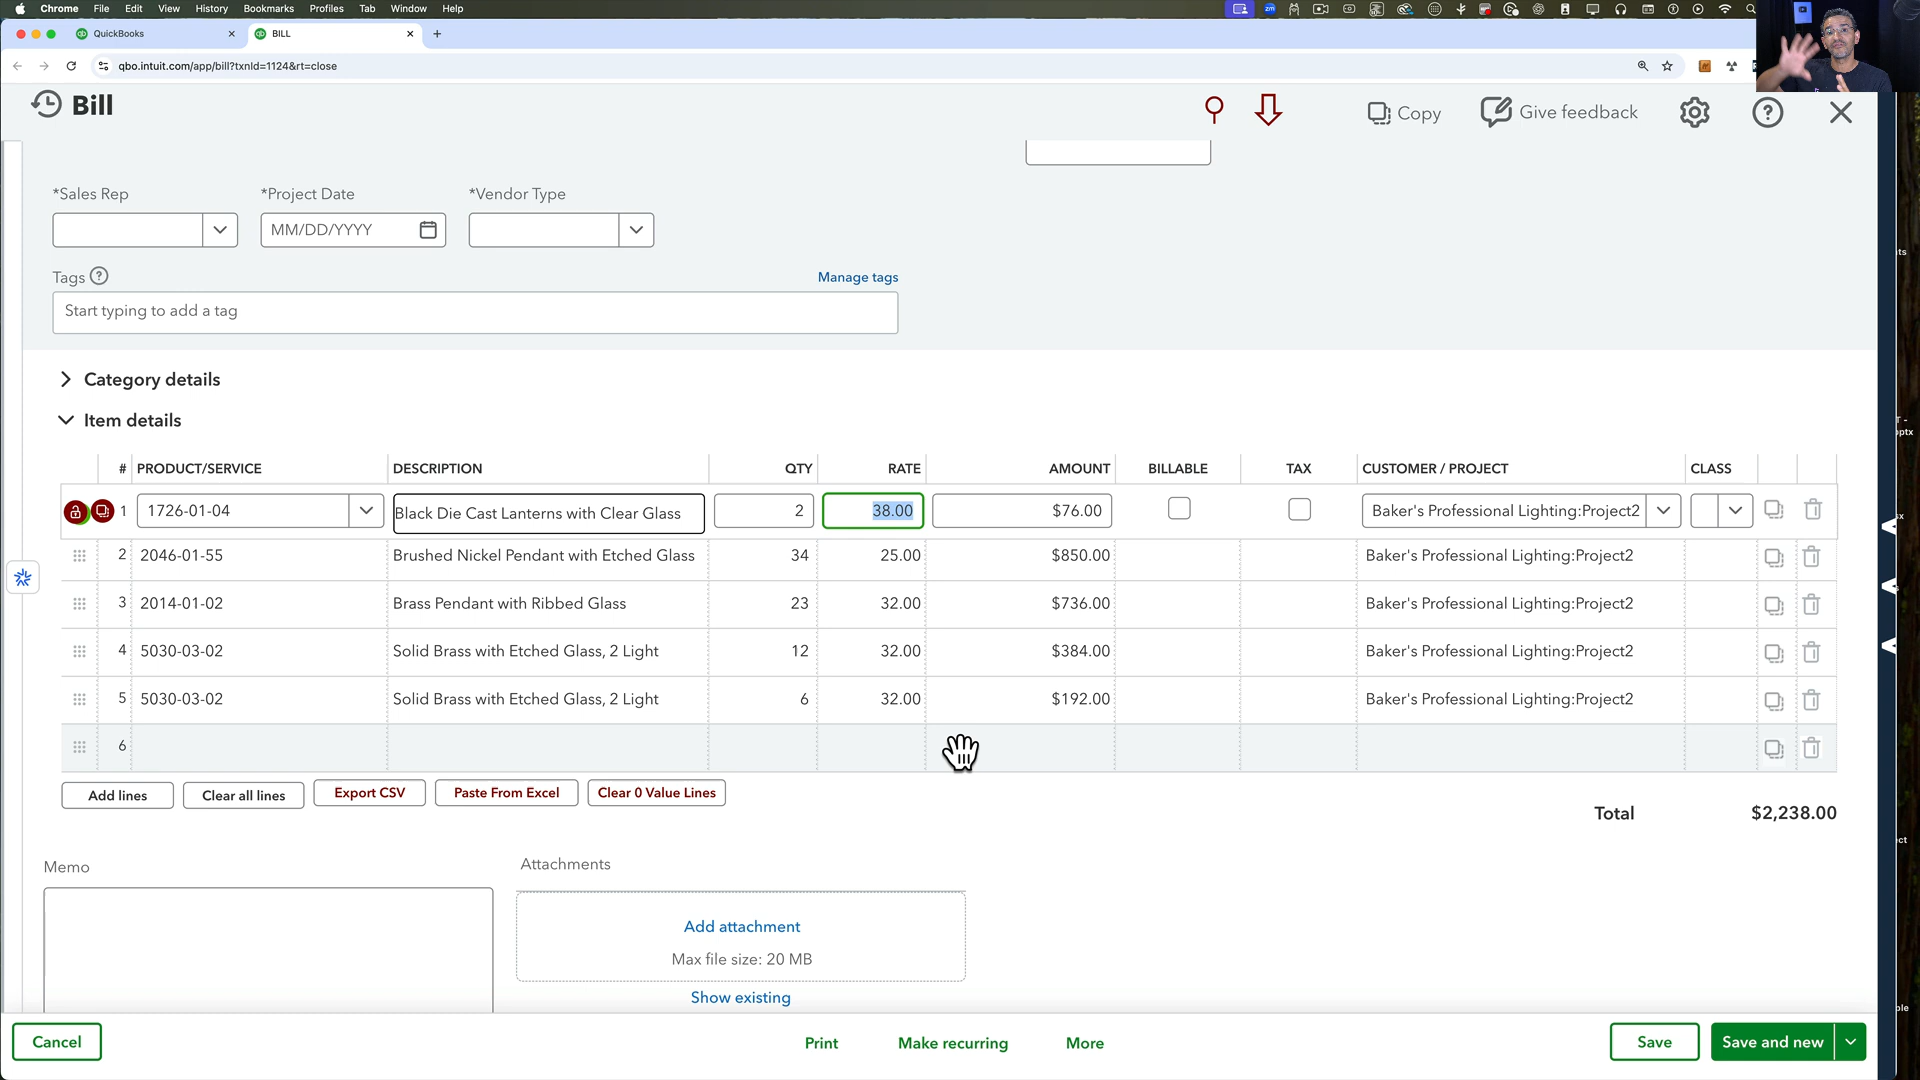 Chrome File Edit View History Bookmarks Profiles Tab Window Help
QuickBooks
BILL
qbo.intuit.com/app/bill?txnId=1124&rt=close
Bill
Copy
Give feedback
*Sales Rep *Project Date *Vendor Type
MM/DD/YYYY
Tags
Manage tags
Start typing to add a tag
Category details
Item details
# PRODUCT/SERVICE DESCRIPTION QTY RATE AMOUNT BILLABLE TAX CUSTOMER / PROJECT CLASS
1 1726-01-04 Black Die Cast Lanterns with Clear Glass 2 38.00 $76.00 Baker's Professional Lighting:Project2
2 2046-01-55 Brushed Nickel Pendant with Etched Glass 34 25.00 $850.00 Baker's Professional Lighting:Project2
3 2014-01-02 Brass Pendant with Ribbed Glass 23 32.00 $736.00 Baker's Professional Lighting:Project2
4 5030-03-02 Solid Brass with Etched Glass, 2 Light 12 32.00 $384.00 Baker's Professional Lighting:Project2
5 5030-03-02 Solid Brass with Etched Glass, 2 Light 6 32.00 $192.00 Baker's Professional Lighting:Project2
6
Add lines Clear all lines Export CSV Paste From Excel Clear 0 Value Lines
Total $2,238.00
Memo
Attachments
Add attachment
Max file size: 20 MB
Show existing
Cancel Print Make recurring More Save Save and new